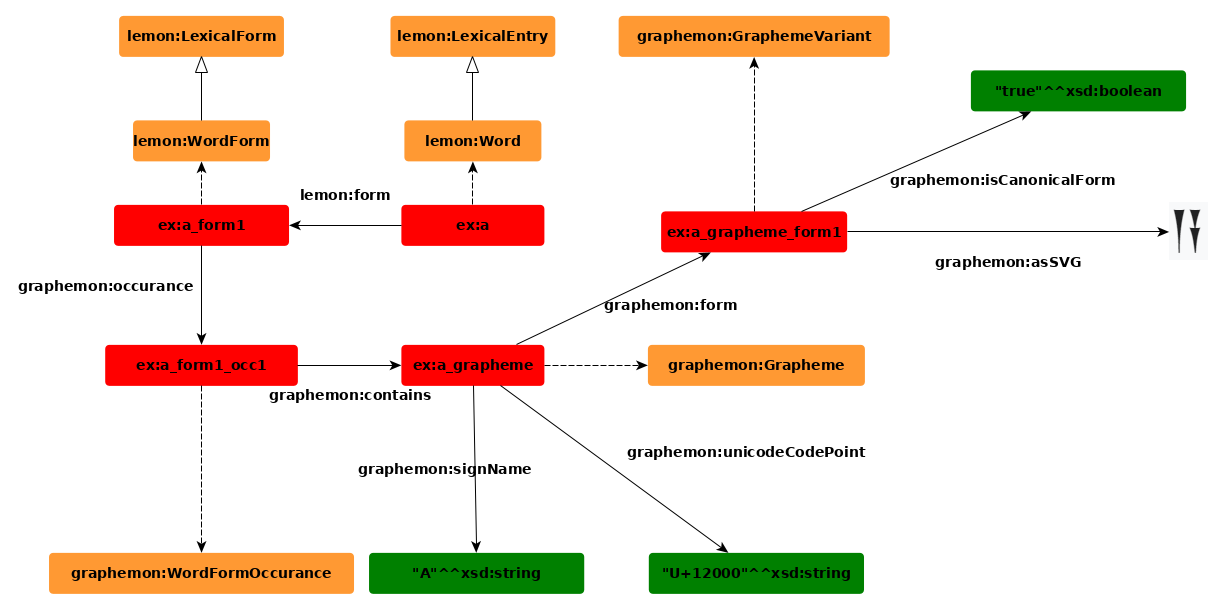 lemon:LexicalForm
lemon:LexicalEntry
graphemon:GraphemeVariant
"true"^^xsd:boolean
lemon:WordForm
lemon:Word
graphemon:isCanonicalForm
lemon:form
ex:a_form1
ex:a
ex:a_grapheme_form1
graphemon:asSVG
graphemon:occurance
graphemon:form
ex:a_form1_occ1
ex:a_grapheme
graphemon:Grapheme
graphemon:contains
graphemon:unicodeCodePoint
graphemon:signName
graphemon:WordFormOccurance
"A"^^xsd:string
"U+12000"^^xsd:string